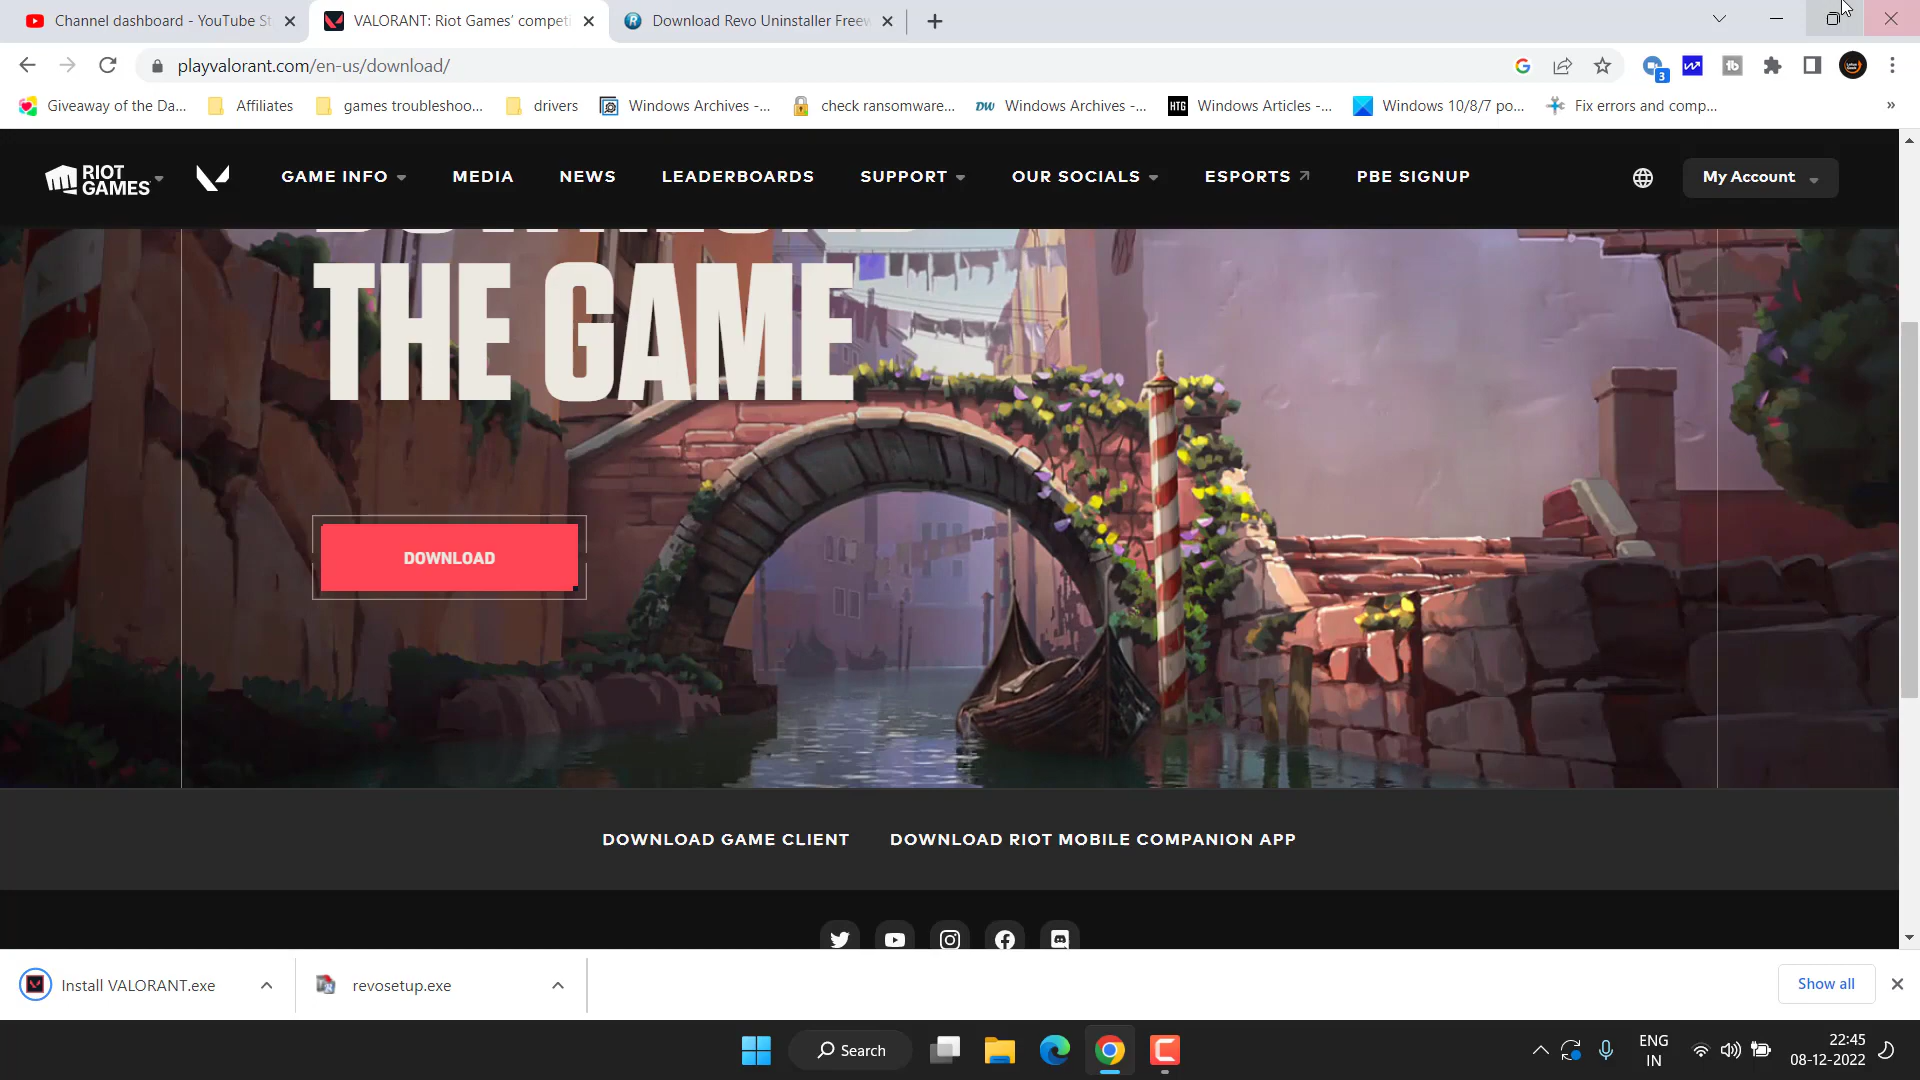 Channel dashboard - YouTube St
VALORANT: Riot Games' competi
Download Revo Uninstaller Freew
playvalorant.com/en-us/download/
3
Giveaway of the Da...
Affiliates
games troubleshoo...
drivers
Windows Archives -...
check ransomware...
DW
Windows Archives -...
HTG
Windows Articles -...
Windows 10/8/7 po...
Fix errors and comp...
»
RIOT GAMES
GAME INFO
MEDIA
NEWS
LEADERBOARDS
SUPPORT
OUR SOCIALS
ESPORTS
PBE SIGNUP
My Account
THE GAME
DOWNLOAD
DOWNLOAD GAME CLIENT
DOWNLOAD RIOT MOBILE COMPANION APP
Install VALORANT.exe
revosetup.exe
Show all
Search
ENG
IN
22:45
08-12-2022